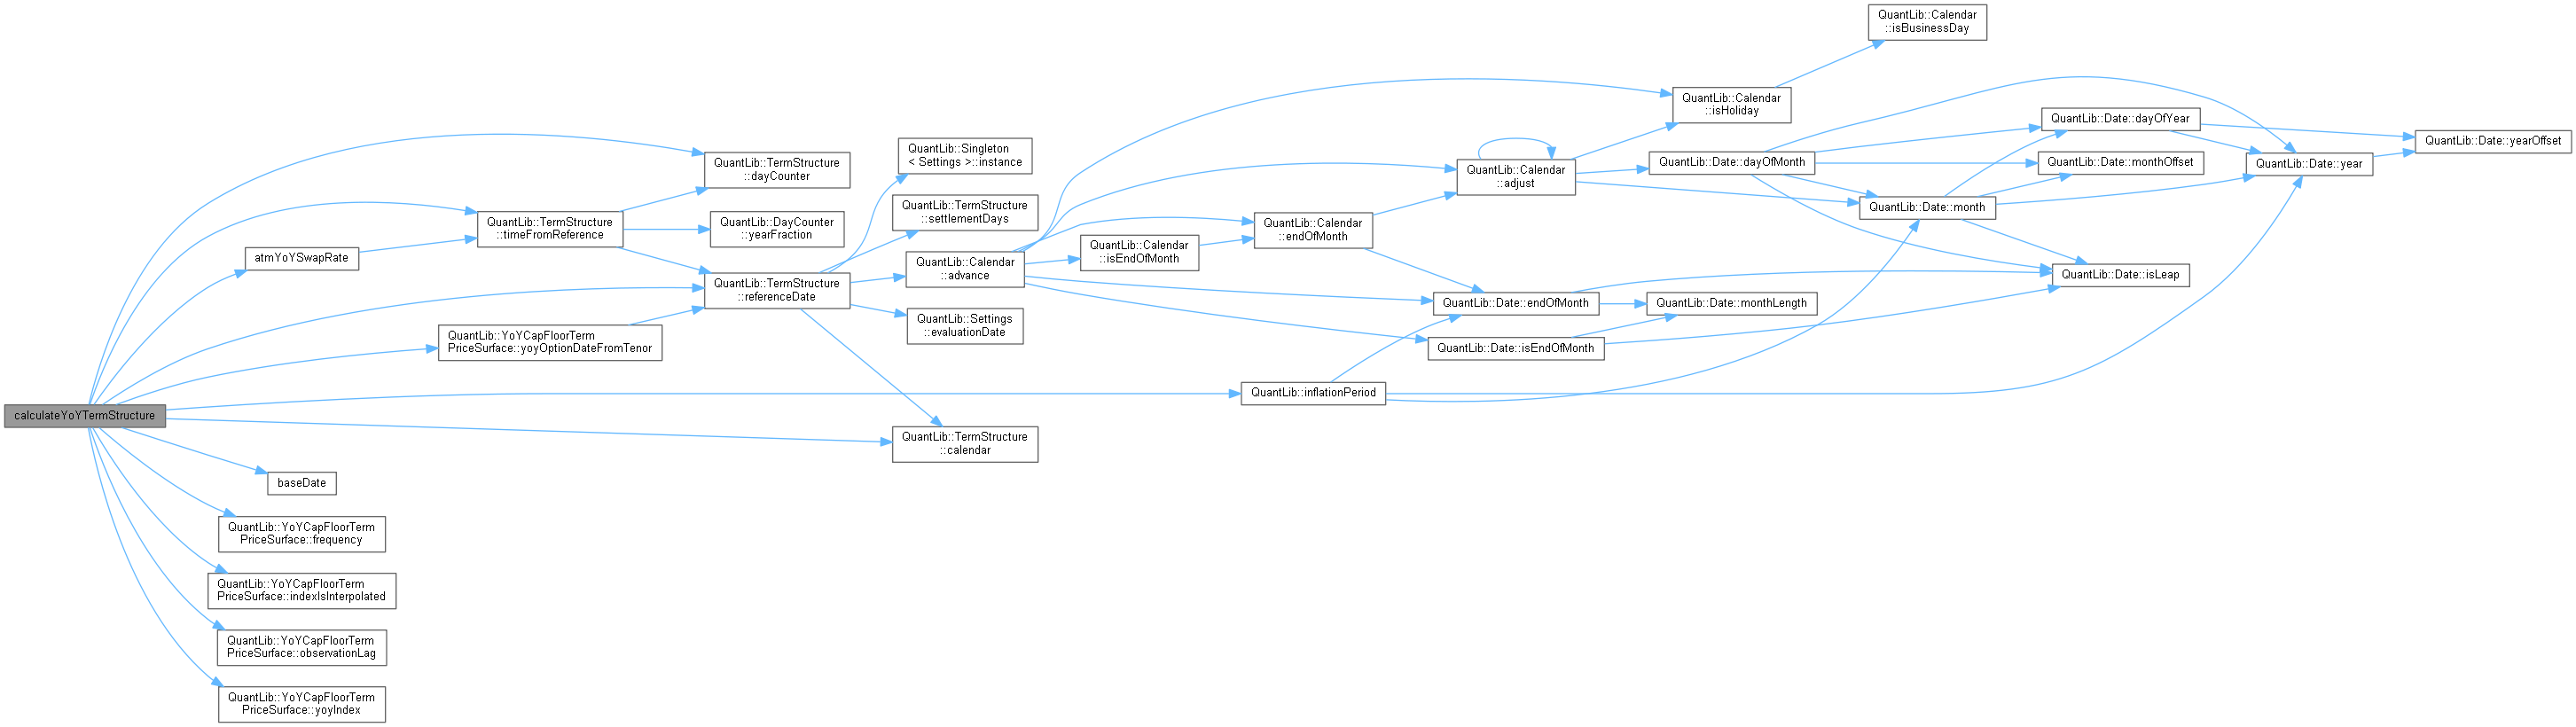 calculateYoYTermStructure
atmYoYSwapRate
QuantLib::TermStructure
::timeFromReference
QuantLib::YoYCapFloorTerm
PriceSurface::yoyOptionDateFromTenor
baseDate
QuantLib::YoYCapFloorTerm
PriceSurface::frequency
QuantLib::YoYCapFloorTerm
PriceSurface::indexIsInterpolated
QuantLib::YoYCapFloorTerm
PriceSurface::observationLag
QuantLib::YoYCapFloorTerm
PriceSurface::yoyIndex
QuantLib::TermStructure
::dayCounter
QuantLib::DayCounter
::yearFraction
QuantLib::TermStructure
::referenceDate
QuantLib::Singleton
< Settings >::instance
QuantLib::TermStructure
::settlementDays
QuantLib::Calendar
::advance
QuantLib::Settings
::evaluationDate
QuantLib::TermStructure
::calendar
QuantLib::Calendar
::isEndOfMonth
QuantLib::Calendar
::endOfMonth
QuantLib::inflationPeriod
QuantLib::Calendar
::adjust
QuantLib::Date::endOfMonth
QuantLib::Date::isEndOfMonth
QuantLib::Calendar
::isHoliday
QuantLib::Date::dayOfMonth
QuantLib::Date::monthLength
QuantLib::Calendar
::isBusinessDay
QuantLib::Date::month
QuantLib::Date::dayOfYear
QuantLib::Date::monthOffset
QuantLib::Date::isLeap
QuantLib::Date::year
QuantLib::Date::yearOffset